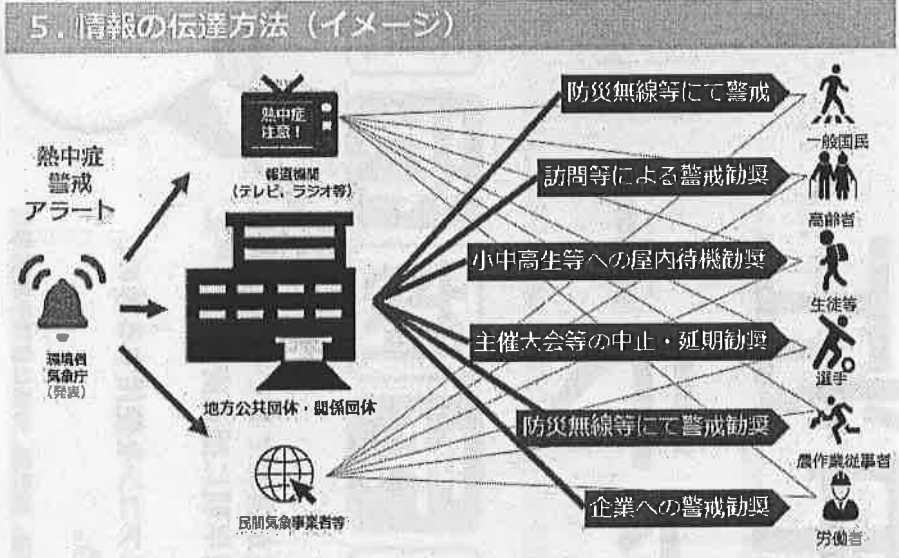 5．情報の伝達方法（イメージ）
熱中症
警戒
アラート
環境省
気象庁
（発表）
熱中症
注意！
報道機関
（テレビ、ラジオ等）
地方公共団体・関係団体
民間気象事業者等
防災無線等にて警戒
訪問等による警戒勧奨
小中高生等への屋内待機勧奨
主催大会等の中止・延期勧奨
防災無線等にて警戒勧奨
企業への警戒勧奨
一般国民
高齢者
生徒等
選手
農作業従事者
労働者